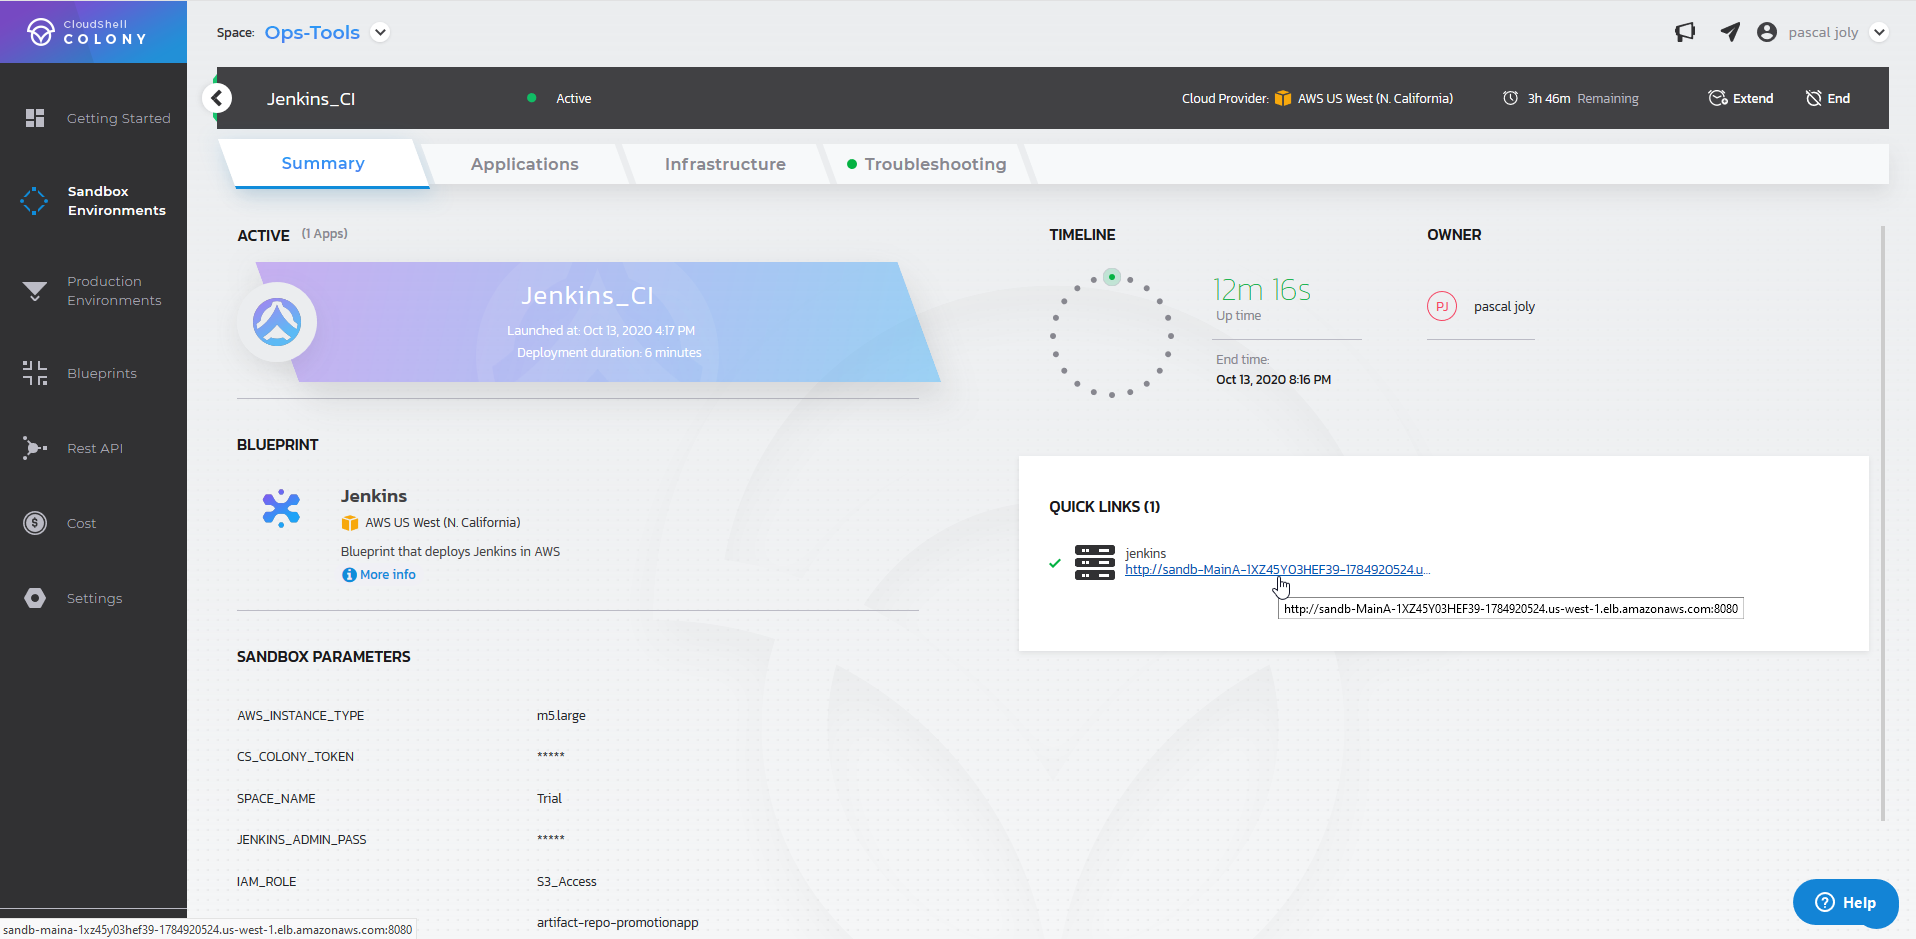 CloudShell
COLONY
Space: Ops-Tools
pascal joly
Getting Started
Sandbox
Environments
Production
Environments
Blueprints
Rest API
$
Cost
Settings
Jenkins_CI
Active
Cloud Provider: AWS US West (N. California)
3h 46m Remaining
Extend
End
Summary
Applications
Infrastructure
Troubleshooting
ACTIVE (1 Apps)
Jenkins_CI
Launched at: Oct 13, 2020 4:17 PM
Deployment duration: 6 minutes
TIMELINE
12m 16s
Up time
End time:
Oct 13, 2020 8:16 PM
OWNER
PJ pascal joly
BLUEPRINT
Jenkins
AWS US West (N. California)
Blueprint that deploys Jenkins in AWS
i More info
QUICK LINKS (1)
jenkins
http://sandb-MainA-1XZ45Y03HEF39-1784920524.u...
http://sandb-MainA-1XZ45Y03HEF39-1784920524.us-west-1.elb.amazonaws.com:8080
SANDBOX PARAMETERS
AWS_INSTANCE_TYPE m5.large
CS_COLONY_TOKEN *****
SPACE_NAME Trial
JENKINS_ADMIN_PASS *****
IAM_ROLE S3_Access
artifact-repo-promotionapp
? Help
sandb-maina-1xz45y03hef39-1784920524.us-west-1.elb.amazonaws.com:8080